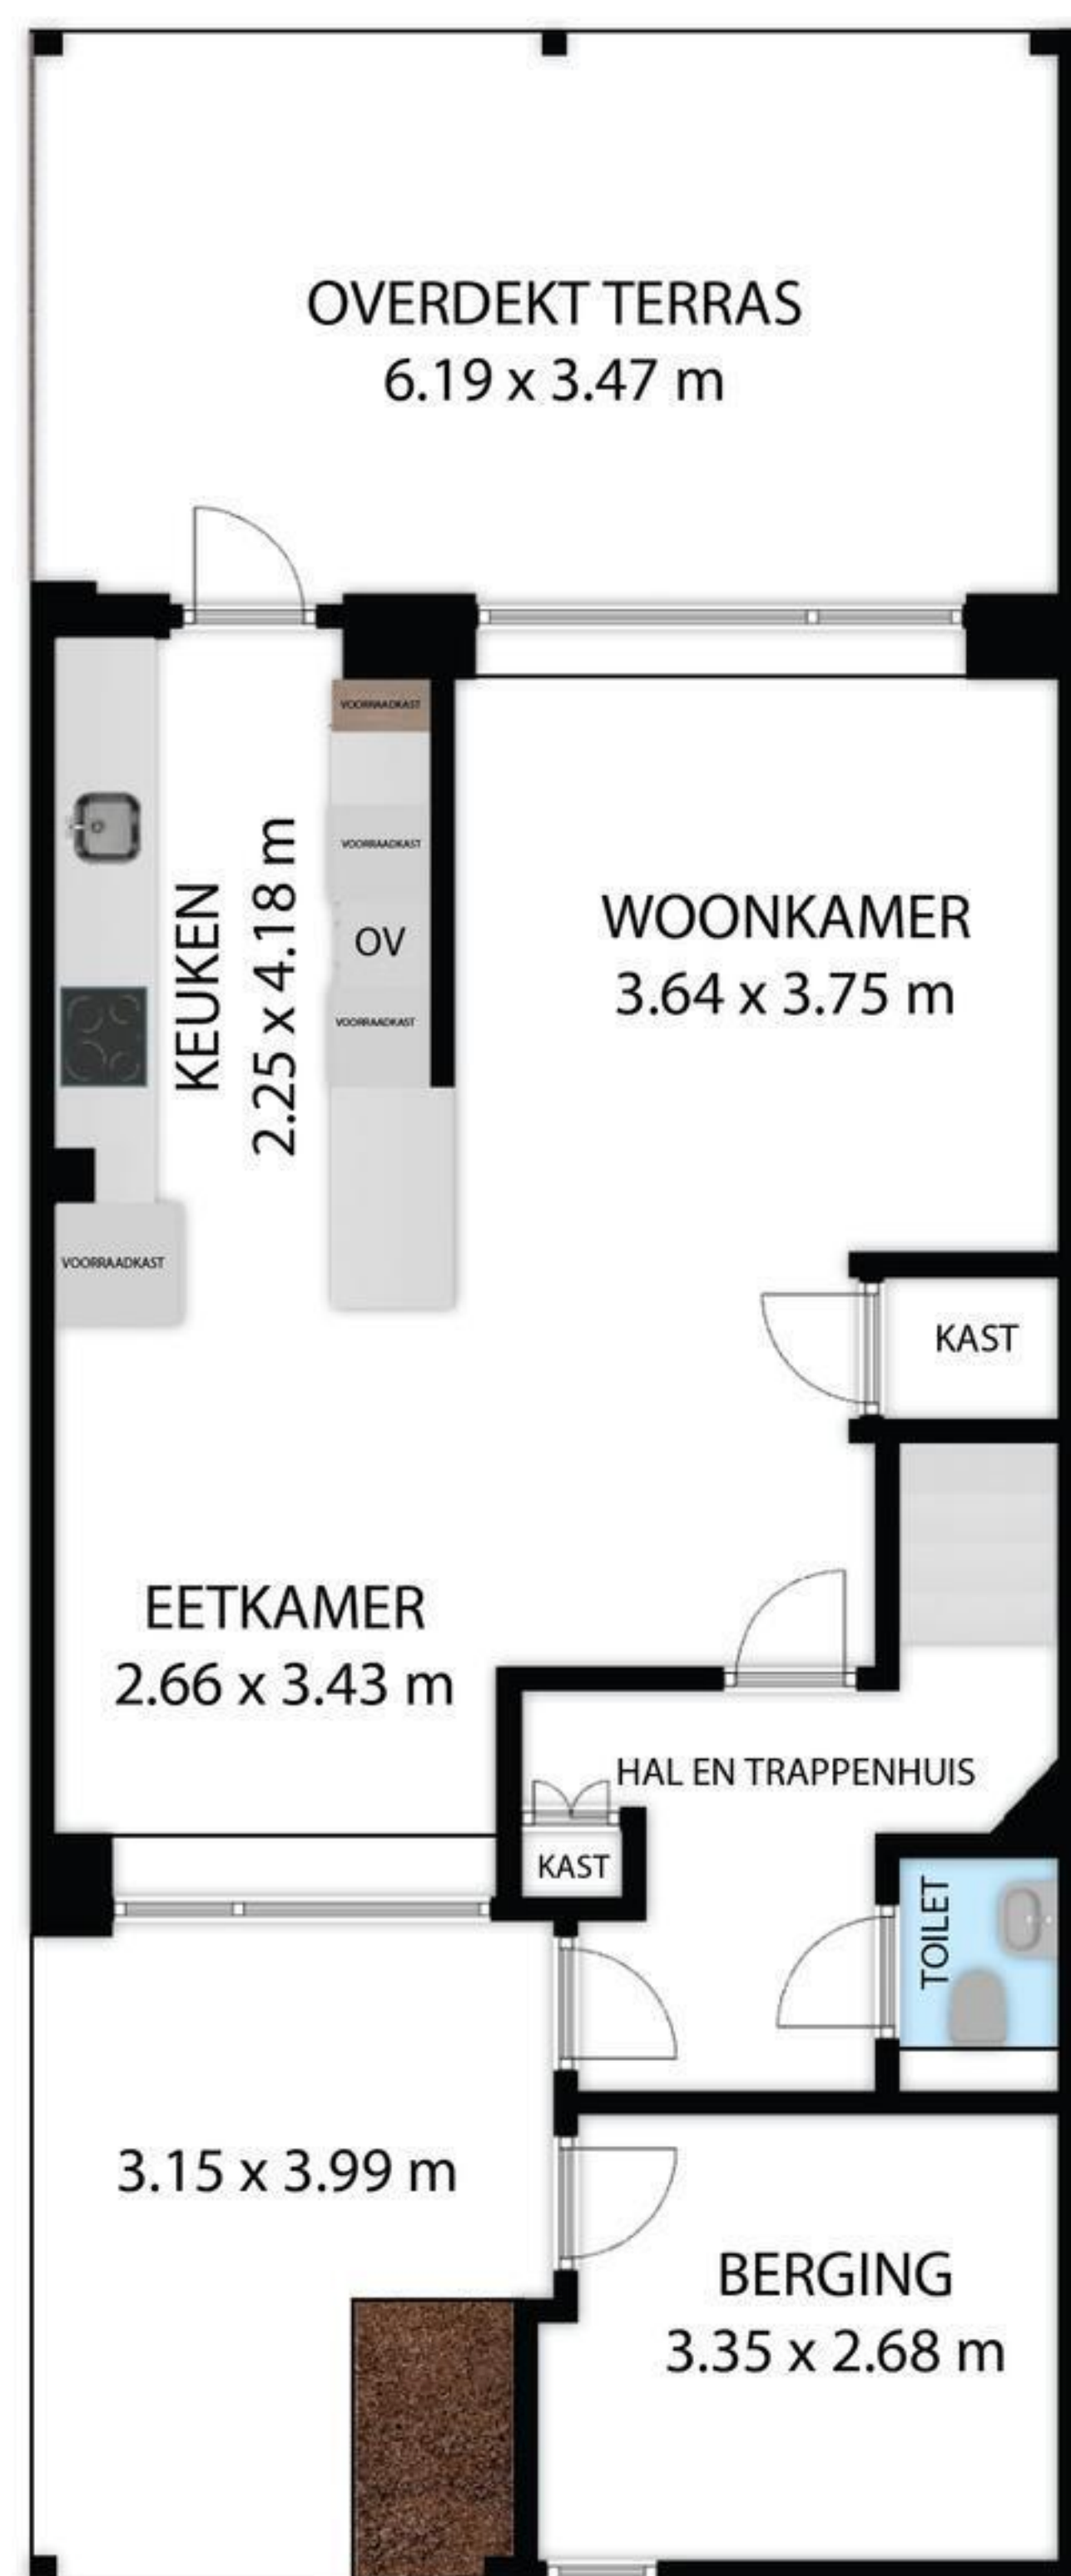 OVERDEKT TERRAS
6.19 x 3.47 m
VOORRAADKAST
VOORRAADKAST
OV
VOORRAADKAST
KEUKEN
2.25 x 4.18 m
WOONKAMER
3.64 x 3.75 m
VOORRAADKAST
KAST
EETKAMER
2.66 x 3.43 m
HAL EN TRAPPENHUIS
KAST
TOILET
3.15 x 3.99 m
BERGING
3.35 x 2.68 m